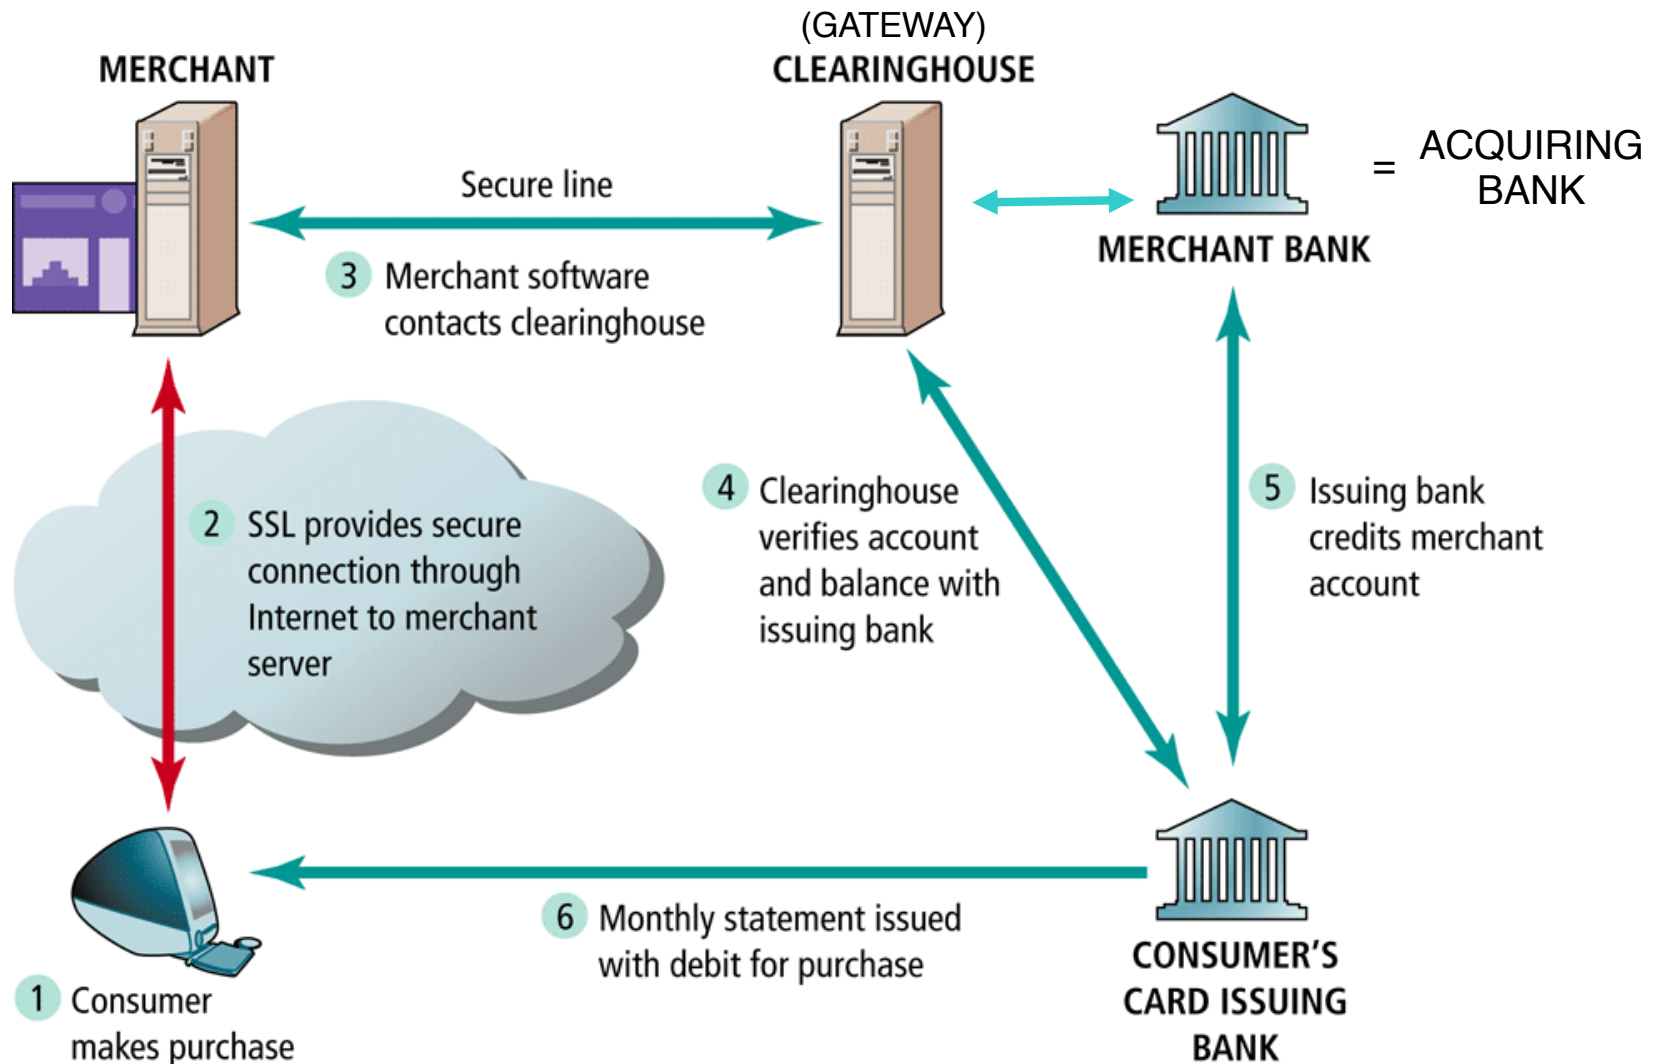 (GATEWAY)
MERCHANT
CLEARINGHOUSE
= ACQUIRING
BANK
Secure line
MERCHANT BANK
3 Merchant software
contacts clearinghouse
2 SSL provides secure
connection through
Internet to merchant
server
4 Clearinghouse
verifies account
and balance with
issuing bank
5 Issuing bank
credits merchant
account
6 Monthly statement issued
with debit for purchase
CONSUMER'S
CARD ISSUING
BANK
1 Consumer
makes purchase